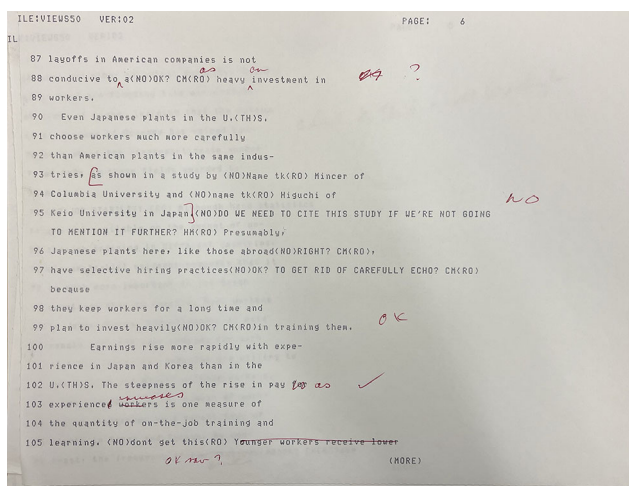 ILE:VIEWS50 VER:02 PAGE: 6
IL
87 layoffs in American companies is not
as on
88 conducive to a(NO)OK? CM(RO) heavy investment in ?
89 workers.
90 Even Japanese plants in the U.(TH)S.
91 choose workers much more carefully
92 than American plants in the same indus-
93 tries, [as shown in a study by (NO)Name tk(RO) Mincer of
94 Columbia University and (NO)name tk(RO) Higuchi of
NO
95 Keio University in Japan](NO)DO WE NEED TO CITE THIS STUDY IF WE'RE NOT GOING
TO MENTION IT FURTHER? HM(RO) Presumably,
96 Japanese plants here, like those abroad(NO)RIGHT? CM(RO),
97 have selective hiring practices(NO)OK? TO GET RID OF CAREFULLY ECHO? CM(RO)
because
98 they keep workers for a long time and
99 plan to invest heavily(NO)OK? CM(RO)in training them. OK
100 Earnings rise more rapidly with expe-
101 rience in Japan and Korea than in the
102 U.(TH)S. The steepness of the rise in pay for as ✓
increases
103 experienced workers is one measure of
104 the quantity of on-the-job training and
105 learning. (NO)dont get this(RO) Younger workers receive lower
OK now? (MORE)